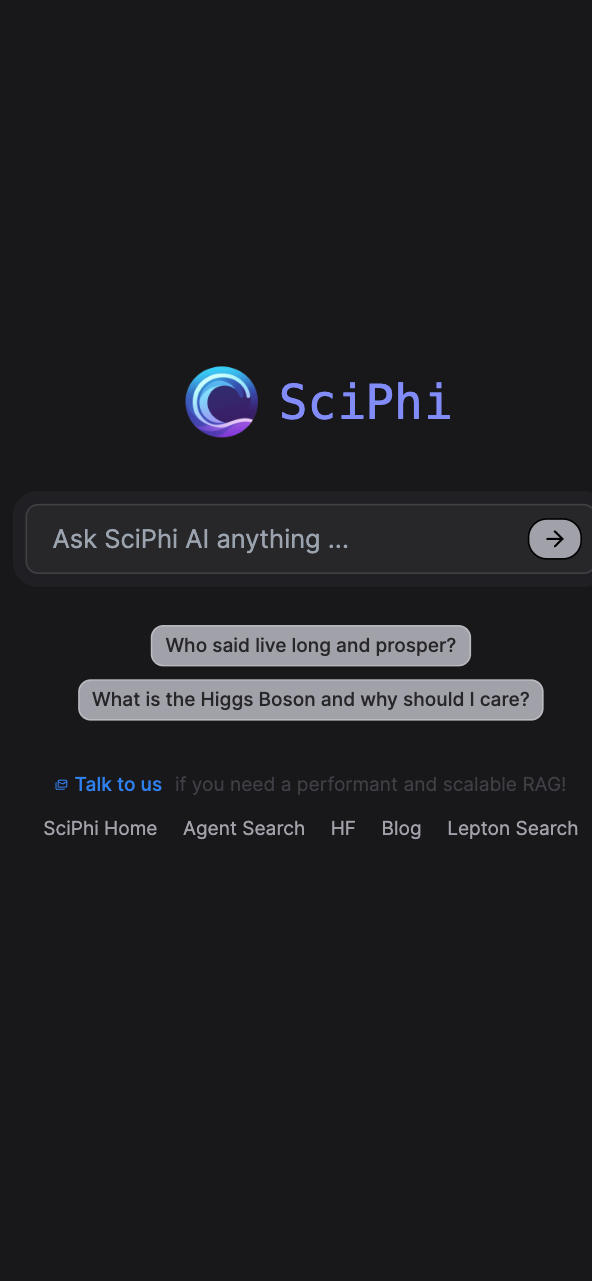 SciPhi
Ask SciPhi AI anything ...
Who said live long and prosper?
What is the Higgs Boson and why should I care?
Talk to us if you need a performant and scalable RAG!
SciPhi Home Agent Search HF Blog Lepton Search